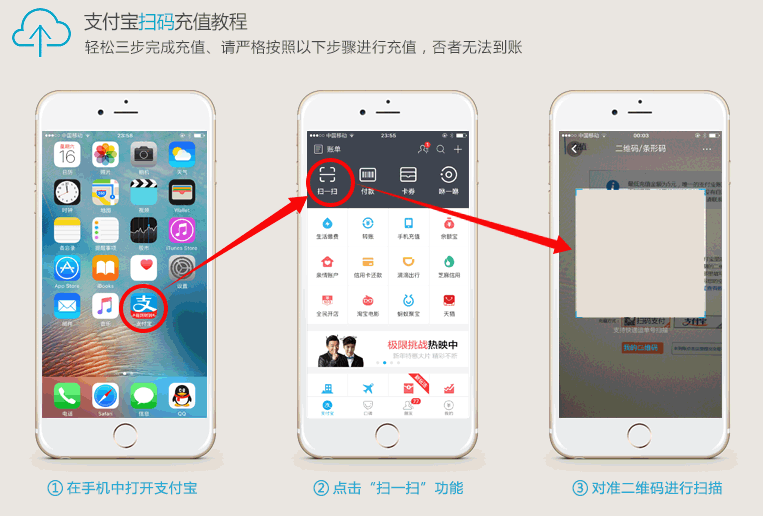 支付宝扫码充值教程
轻松三步完成充值、请严格按照以下步骤进行充值，否者无法到账
中国移动
23:54
星期六
16
日历
照片
相机
天气
时钟
地图
视频
Wallet
备忘录
提醒事项
股市
iTunes Store
App Store
iBooks
健康
设置
邮件
音乐
支付宝
电话
Safari
信息
QQ
中国移动
23:55
账单
扫一扫
付款
卡券
咻一咻
生活缴费
转账
手机充值
余额宝
亲情账户
信用卡还款
滴滴出行
芝麻信用
全民开店
淘宝电影
蚂蚁聚宝
天猫
极限挑战热映中
支付宝
口碑
朋友
我的
中国移动
00:03
二维码/条形码
扫码支付
我的二维码
① 在手机中打开支付宝
② 点击“扫一扫”功能
③ 对准二维码进行扫描